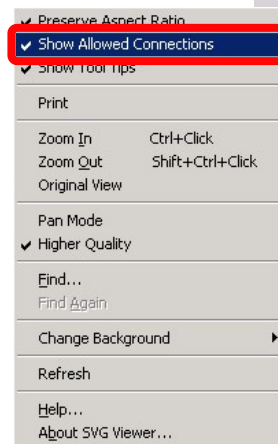 Preserve Aspect Ratio
Show Allowed Connections
Show Tool Tips
Print
Zoom In Ctrl+Click
Zoom Out Shift+Ctrl+Click
Original View
Pan Mode
Higher Quality
Find...
Find Again
Change Background
Refresh
Help...
About SVG Viewer...